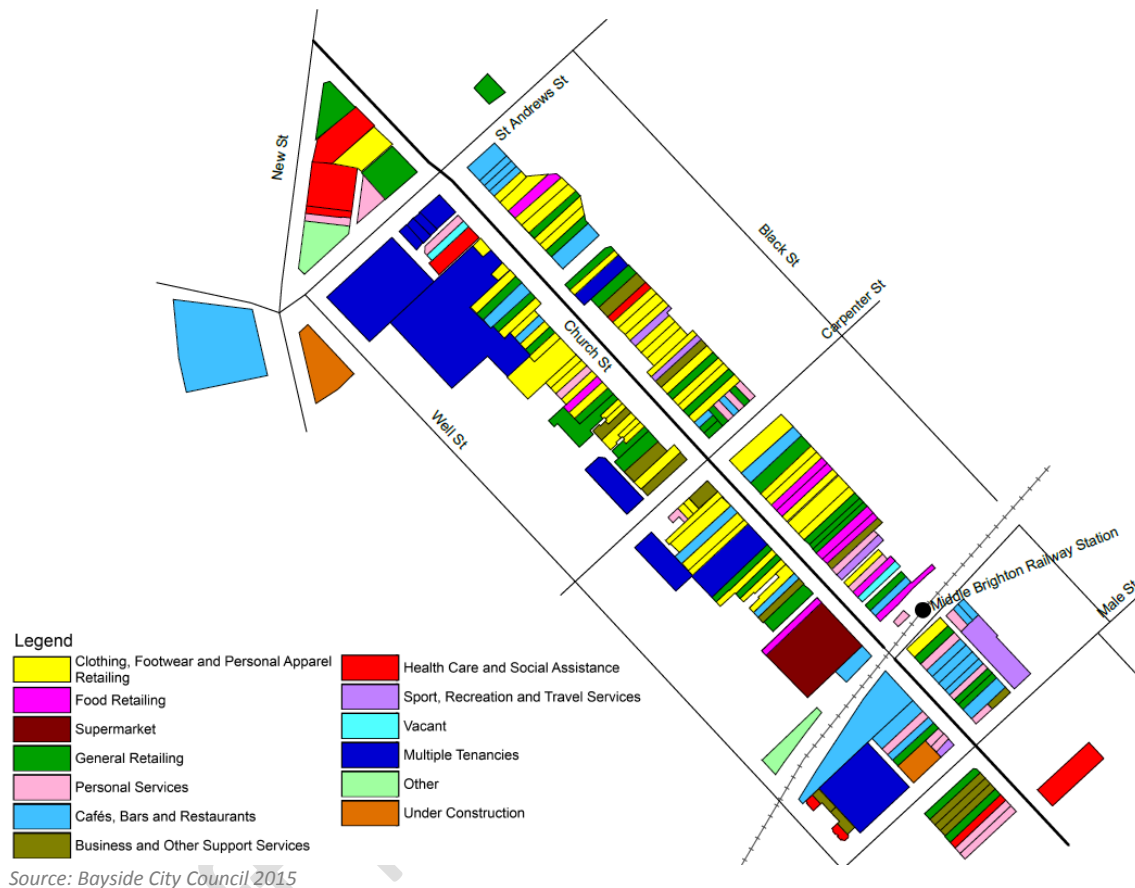 St Andrews St
New St
Black St
Carpenter St
Church St
Well St
Middle Brighton Railway Station
Male St
Legend
Clothing, Footwear and Personal Apparel
Retailing
Food Retailing
Supermarket
General Retailing
Personal Services
Cafés, Bars and Restaurants
Business and Other Support Services
Health Care and Social Assistance
Sport, Recreation and Travel Services
Vacant
Multiple Tenancies
Other
Under Construction
Source: Bayside City Council 2015